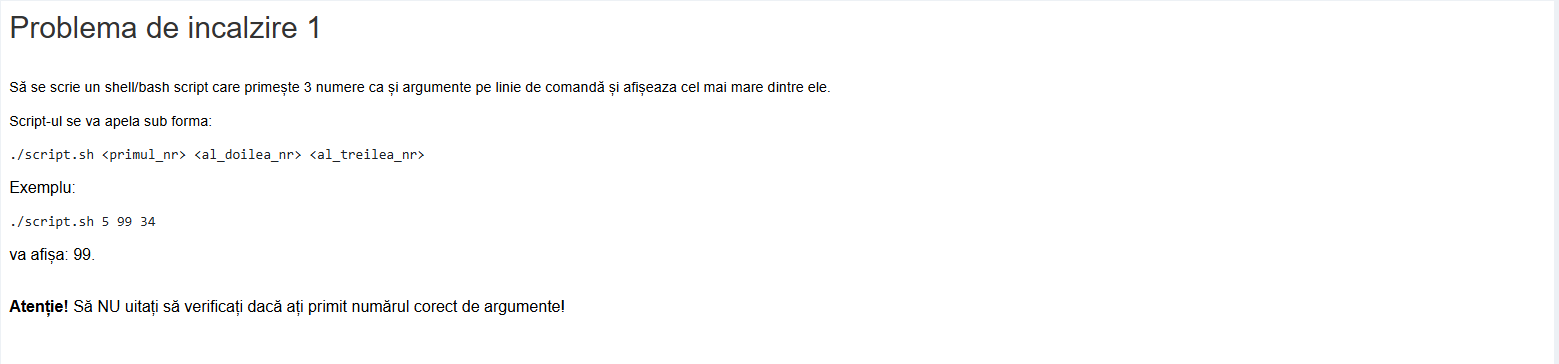 Problema de incalzire 1
Să se scrie un shell/bash script care primește 3 numere ca și argumente pe linie de comandă și afișeaza cel mai mare dintre ele.
Script-ul se va apela sub forma:
./script.sh <primul_nr> <al_doilea_nr> <al_treilea_nr>
Exemplu:
./script.sh 5 99 34
va afișa: 99.
Atenție! Să NU uitați să verificați dacă ați primit numărul corect de argumente!